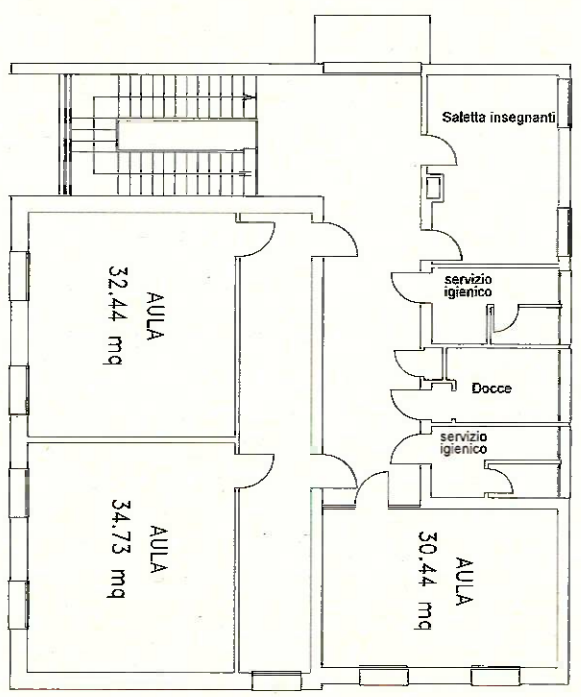 Saletta insegnanti
servizio
igienico
AULA
32.44 mq
Docce
servizio
igienico
AULA
34.73 mq
AULA
30.44 mq